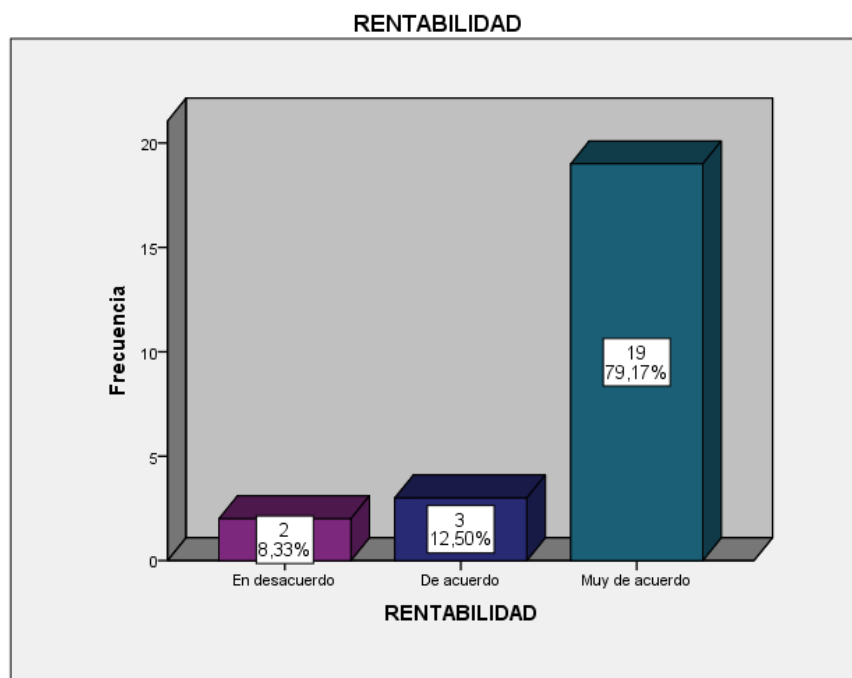 RENTABILIDAD
Frecuencia
20
15
10
5
0
2
8,33%
3
12,50%
19
79,17%
En desacuerdo
De acuerdo
Muy de acuerdo
RENTABILIDAD